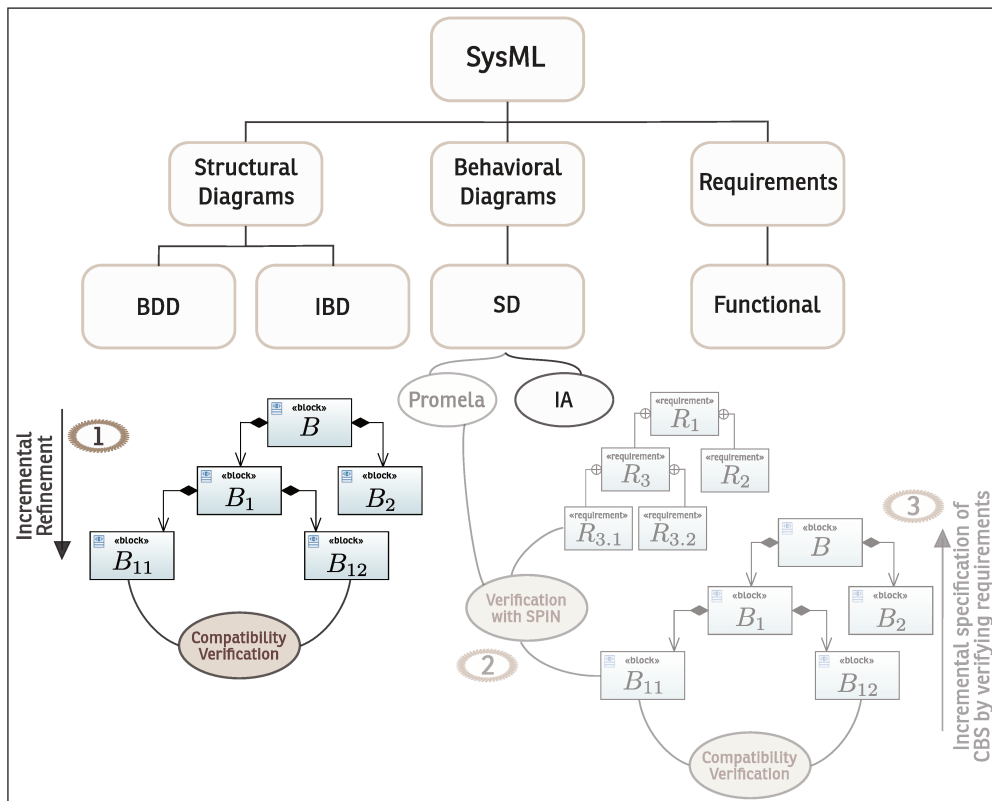 SysML
Structural
Diagrams
Behavioral
Diagrams
Requirements
BDD
IBD
SD
Functional
Promela
IA
Incremental
Refinement
1
«block»
B
«block»
B1
«block»
B2
«block»
B11
«block»
B12
Compatibility
Verification
«requirement»
R1
«requirement»
R3
«requirement»
R2
«requirement»
R3.1
«requirement»
R3.2
Verification
with SPIN
2
3
«block»
B
«block»
B1
«block»
B2
«block»
B11
«block»
B12
Compatibility
Verification
Incremental specification of
CBS by verifying requirements